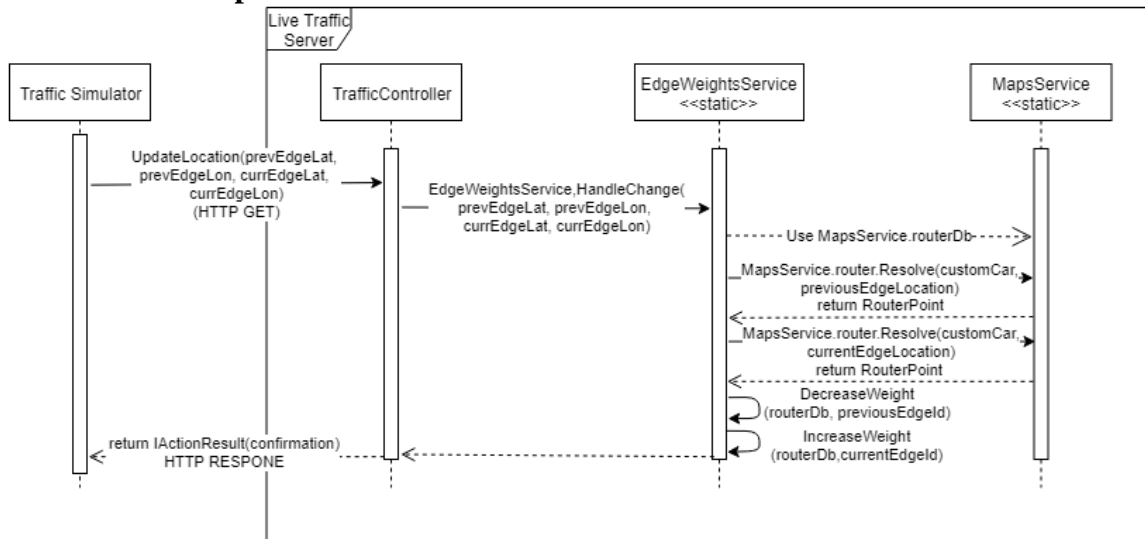 Live Traffic
Server
Traffic Simulator
TrafficController
EdgeWeightsService
<<static>>
MapsService
<<static>>
UpdateLocation(prevEdgeLat,
prevEdgeLon, currEdgeLat,
currEdgeLon)
(HTTP GET)
EdgeWeightsService,HandleChange(
prevEdgeLat, prevEdgeLon,
currEdgeLat, currEdgeLon)
Use MapsService.routerDb
MapsService.router.Resolve(customCar,
previousEdgeLocation)
return RouterPoint
MapsService.router.Resolve(customCar,
currentEdgeLocation)
return RouterPoint
DecreaseWeight
(routerDb, previousEdgeId)
IncreaseWeight
(routerDb,currentEdgeId)
return IActionResult(confirmation)
HTTP RESPONE